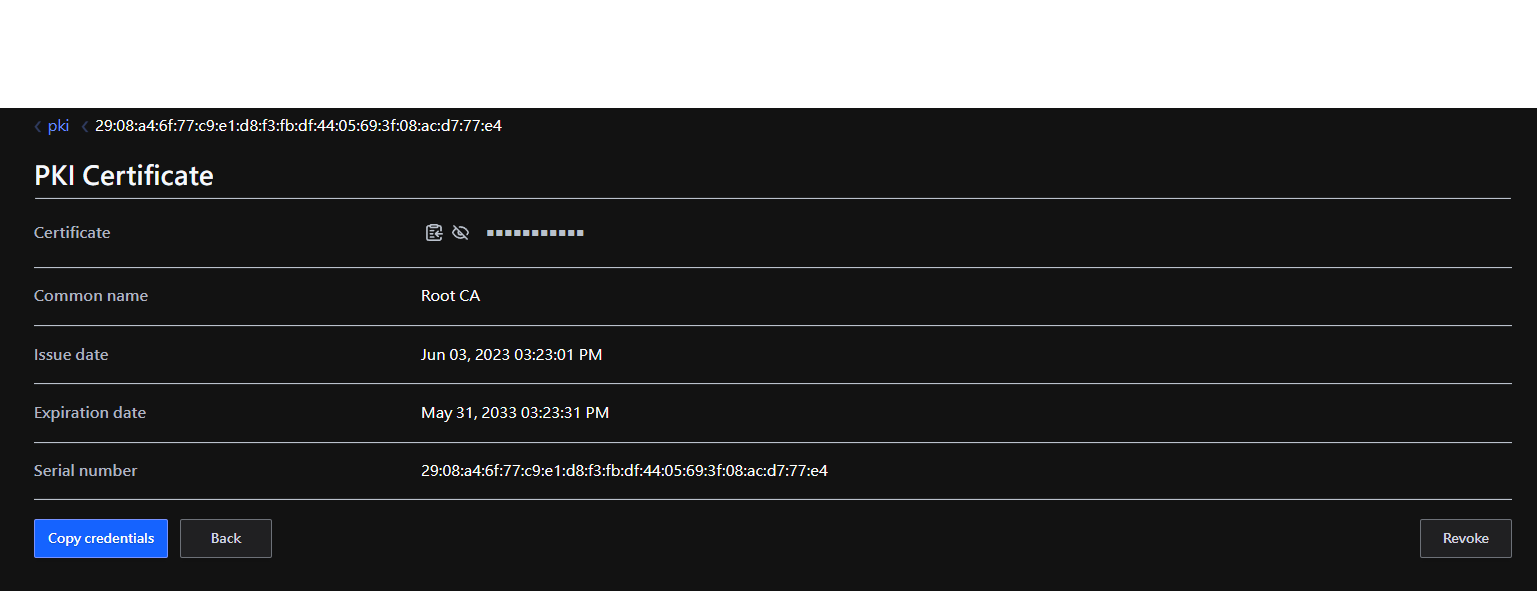 pki 29:08:a4:6f:77:c9:e1:d8:f3:fb:df:44:05:69:3f:08:ac:d7:77:e4
PKI Certificate
Certificate
Common name Root CA
Issue date Jun 03, 2023 03:23:01 PM
Expiration date May 31, 2033 03:23:31 PM
Serial number 29:08:a4:6f:77:c9:e1:d8:f3:fb:df:44:05:69:3f:08:ac:d7:77:e4
Copy credentials Back Revoke